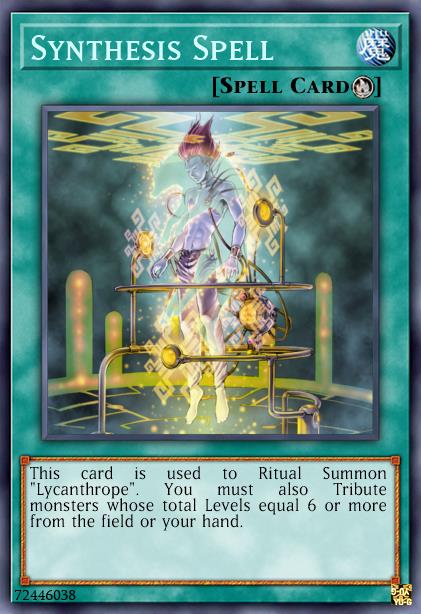 SYNTHESIS SPELL
魔
[SPELL CARD]
This card is used to Ritual Summon
"Lycanthrope". You must also Tribute
monsters whose total Levels equal 6 or more
from the field or your hand.
72446038